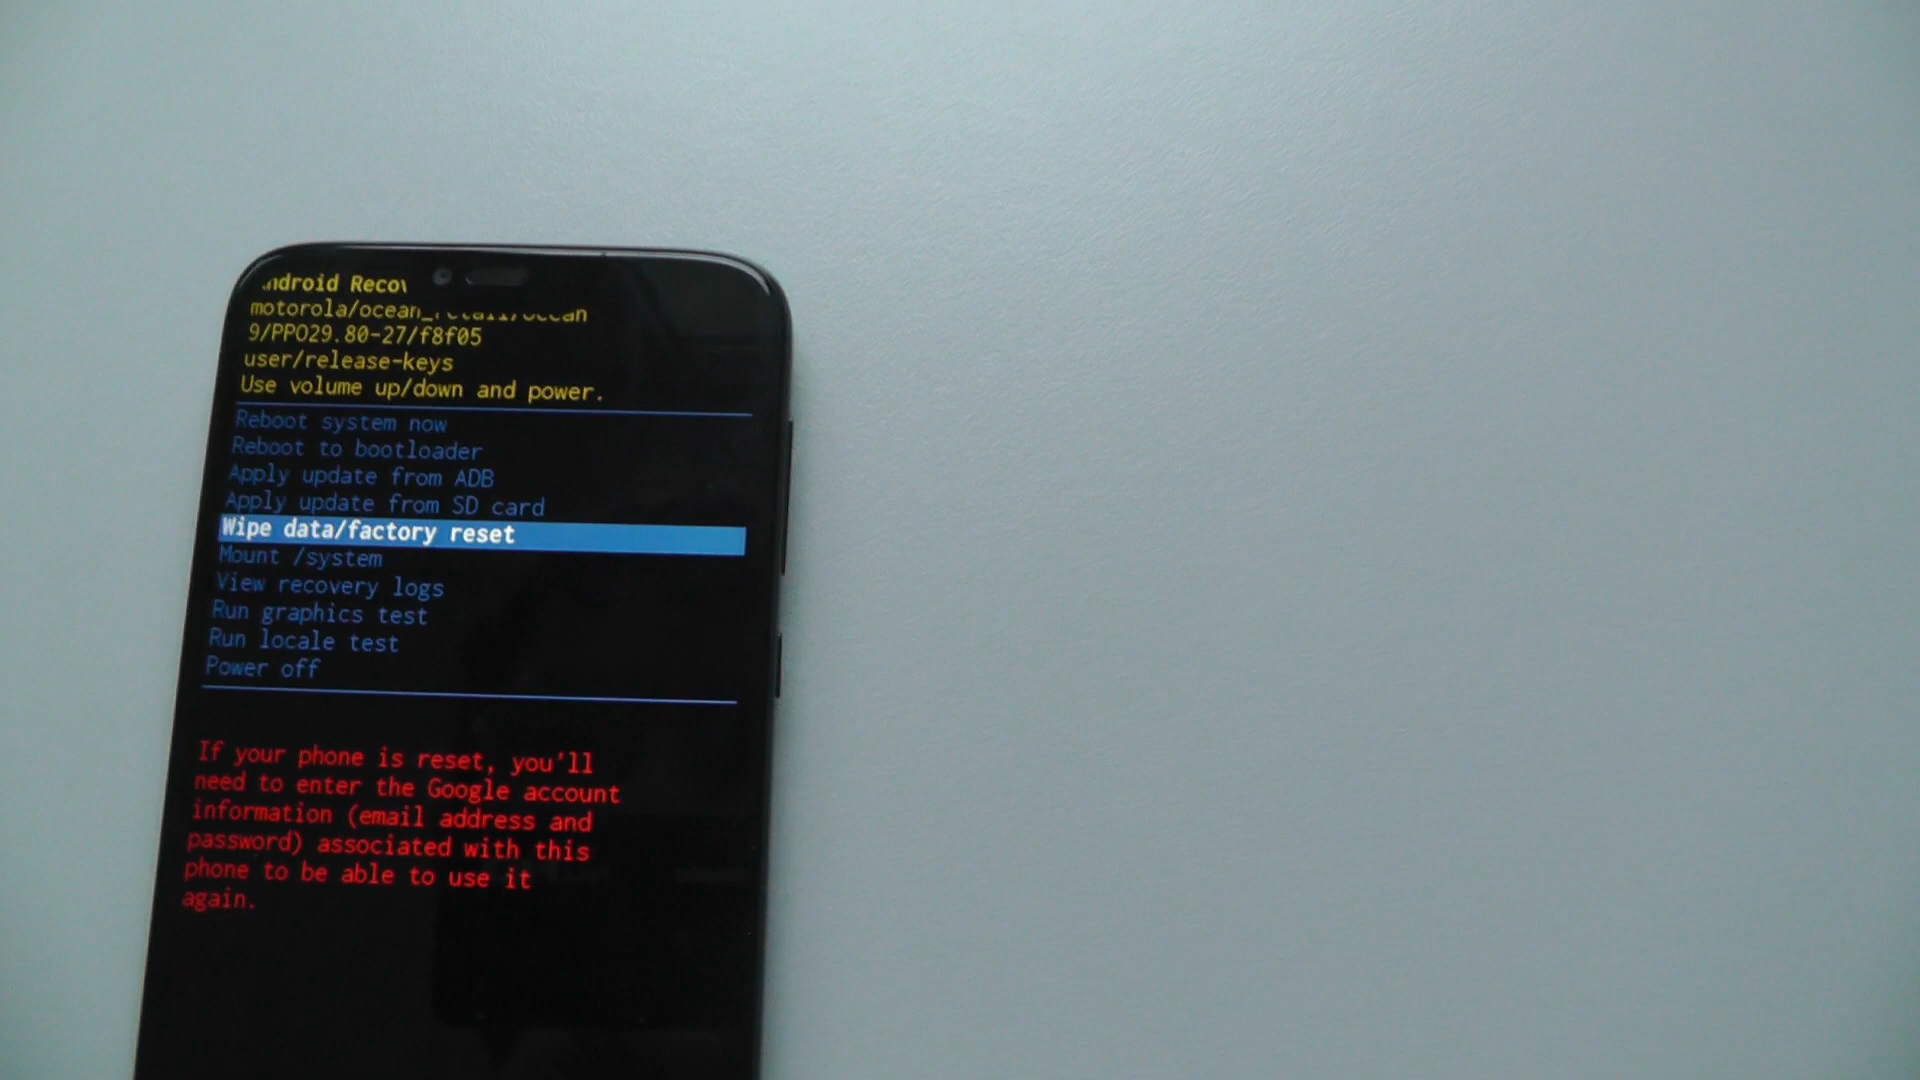 ndroid Reco
motorola/ocean_retail/ocean
9/PPO29.80-27/f8f05
user/release-keys
Use volume up/down and power.
Reboot system now
Reboot to bootloader
Apply update from ADB
Apply update from SD card
Wipe data/factory reset
Mount /system
View recovery logs
Run graphics test
Run locale test
Power off
If your phone is reset, you'll
need to enter the Google account
information (email address and
password) associated with this
phone to be able to use it
again.